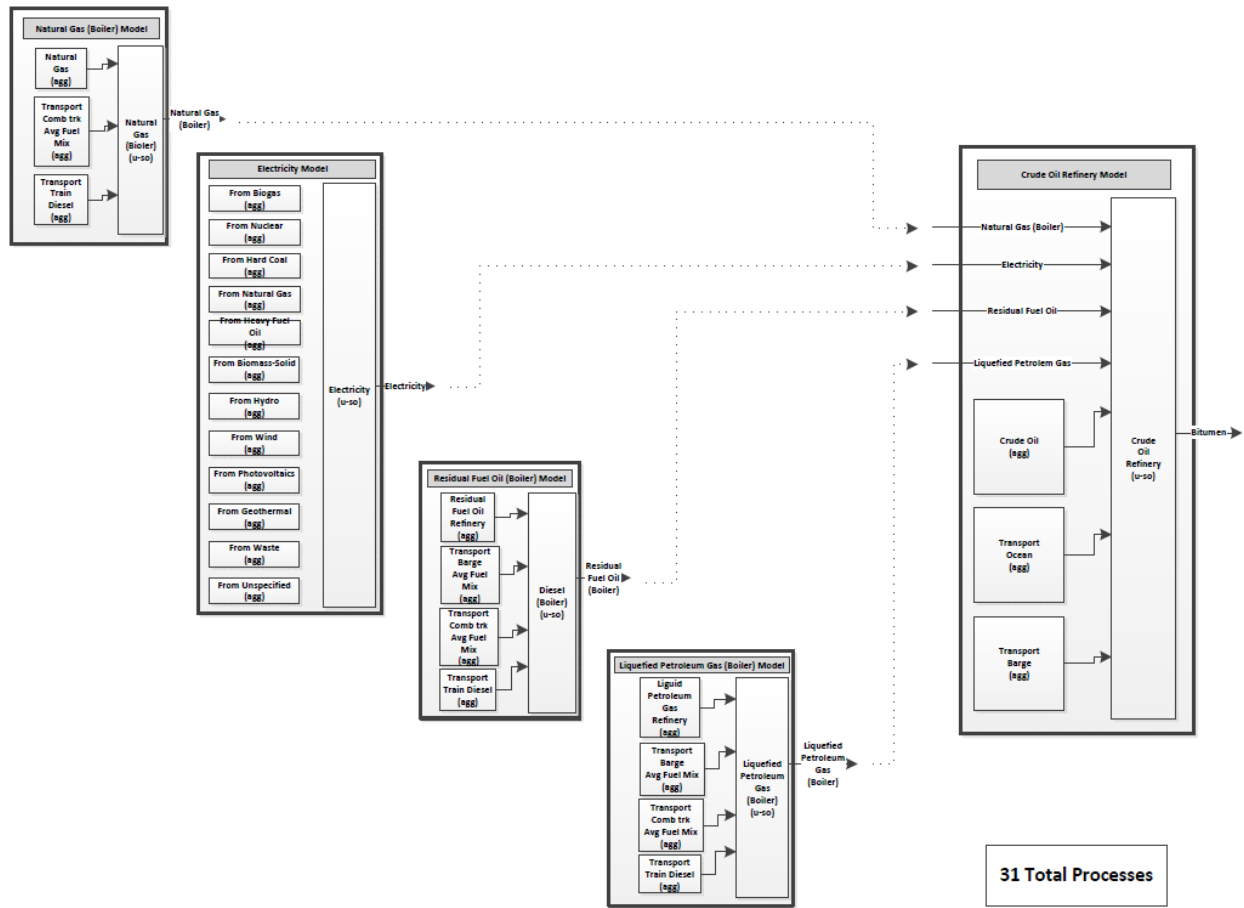 Natural Gas (Boiler) Model
Natural
Gas
(agg)
Transport
Comb trk
Avg Fuel
Mix
(agg)
Transport
Train
Diesel
(agg)
Natural
Gas
(Bioler)
(u-so)
Natural Gas
(Boiler)
Electricity Model
From Biogas
(agg)
From Nuclear
(agg)
From Hard Coal
(agg)
From Natural Gas
(agg)
From Heavy Fuel
Oil
(agg)
From Biomass-Solid
(agg)
From Hydro
(agg)
From Wind
(agg)
From Photovoltaics
(agg)
From Geothermal
(agg)
From Waste
(agg)
From Unspecified
(agg)
Electricity
(u-so)
Electricity
Residual Fuel Oil (Boiler) Model
Residual
Fuel Oil
Refinery
(agg)
Transport
Barge
Avg Fuel
Mix
(agg)
Transport
Comb trk
Avg Fuel
Mix
(agg)
Transport
Train Diesel
(agg)
Diesel
(Boiler)
(u-so)
Residual
Fuel Oil
(Boiler)
Liquefied Petroleum Gas (Boiler) Model
Liguid
Petroleum
Gas
Refinery
(agg)
Transport
Barge
Avg Fuel Mix
(agg)
Transport
Comb trk
Avg Fuel Mix
(agg)
Transport
Train Diesel
(agg)
Liquefied
Petroleum
Gas
(Boiler)
(u-so)
Liquefied
Petroleum
Gas
(Boiler)
Crude Oil Refinery Model
Natural Gas (Boiler)
Electricity
Residual Fuel Oil
Liquefied Petrolem Gas
Crude Oil
(agg)
Transport
Ocean
(agg)
Transport
Barge
(agg)
Crude
Oil
Refinery
(u-so)
Bitumen
31 Total Processes